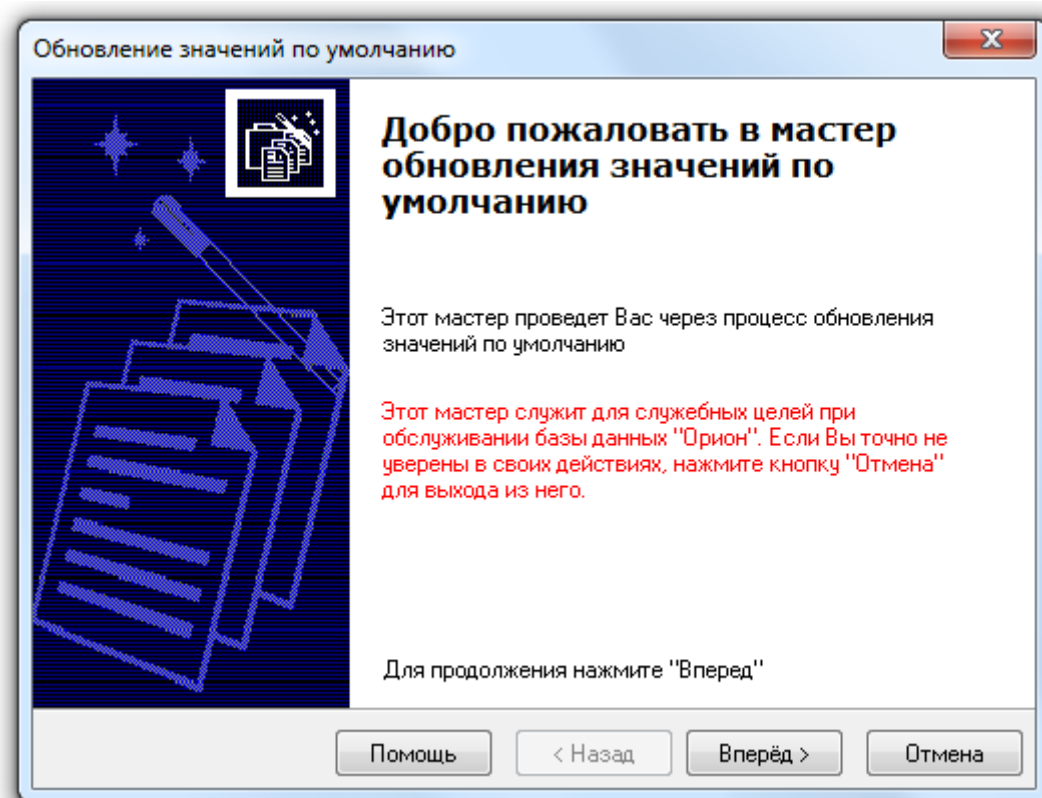 Обновление значений по умолчанию
Добро пожаловать в мастер
обновления значений по
умолчанию
Этот мастер проведет Вас через процесс обновления
значений по умолчанию
Этот мастер служит для служебных целей при
обслуживании базы данных "Орион". Если Вы точно не
уверены в своих действиях, нажмите кнопку "Отмена"
для выхода из него.
Для продолжения нажмите "Вперед"
Помощь
< Назад
Вперёд >
Отмена